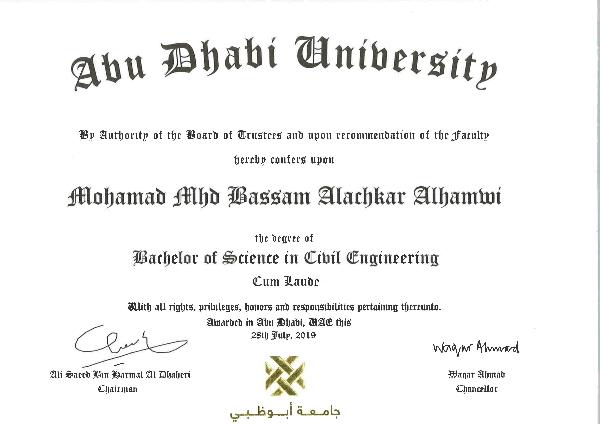 Abu Dhabi University
By Authority of the Board of Trustees and upon recommendation of the Faculty
hereby confers upon
Mohamad Mhd Bassam Alachkar Alhamwi
the degree of
Bachelor of Science in Civil Engineering
Cum Laude
With all rights, privileges, honors and responsibilities pertaining thereunto.
Awarded in Abu Dhabi, UAE this
28th July, 2019
Waqar Ahmad
Ali Saeed Bin Harmal Al Dhaheri
Waqar Ahmad
Chairman
Chancellor
جامعة أبوظبي